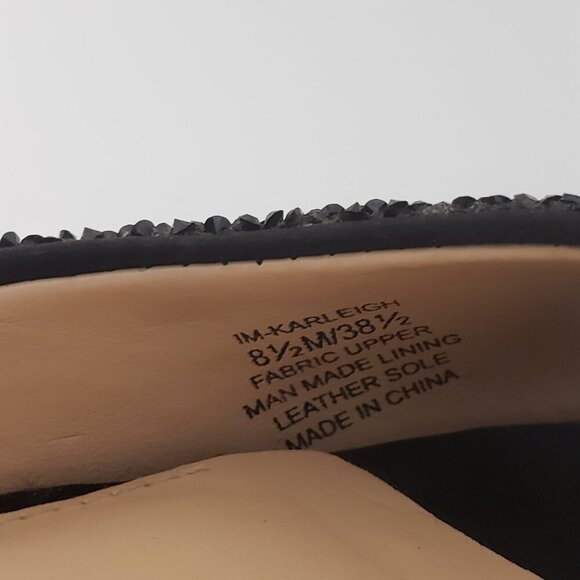 IM-KARLEIGH
8½M/38½
FABRIC UPPER
MAN MADE LINING
LEATHER SOLE
MADE IN CHINA